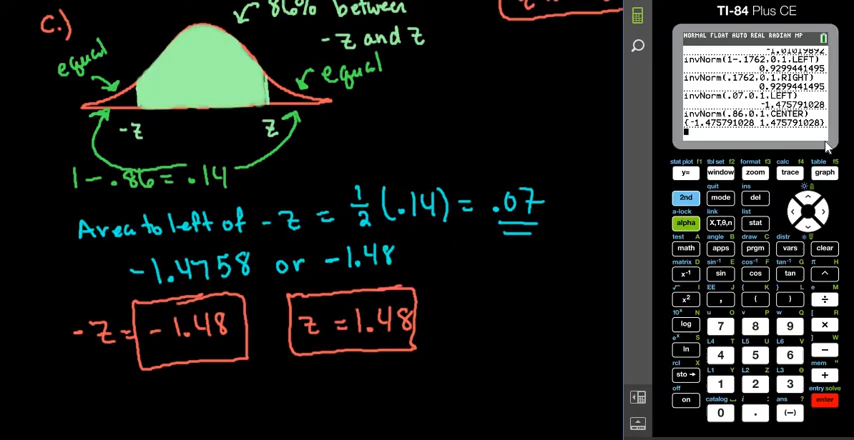 c.)
86% between
-z and z
equal
equal
-z
z
1 - .86 = .14
Area to left of -z = 1/2 (.14) = .07
-1.4758 or -1.48
-z = -1.48
z = 1.48
TI-84 Plus CE
NORMAL FLOAT AUTO REAL RADIAN MP
invNorm(1-.1762,0,1,LEFT)
0.9299441495
invNorm(.1762,0,1,RIGHT)
0.9299441495
invNorm(.07,0,1,LEFT)
-1.475791028
invNorm(.86,0,1,CENTER)
{-1.475791028 1.475791028}
stat plot f1 tblset f2 format f3 calc f4 table f5
y= window zoom trace graph
quit ins
2nd mode del
a-lock link list
alpha X,T,θ,n stat
test A angle B draw C distr
math apps prgm vars clear
matrix D sin⁻¹ E cos⁻¹ F tan⁻¹ G π H
x⁻¹ sin cos tan ^
√ I EE J { K } L e M
x² , ( ) ÷
10ˣ N u O v P w Q [ R
log 7 8 9 ×
eˣ S L4 T L5 U L6 V ] W
ln 4 5 6 −
rcl X L1 Y L2 Z L3 θ mem "
sto→ 1 2 3 +
off catalog i : ans ? entry solve
on 0 . (−) enter